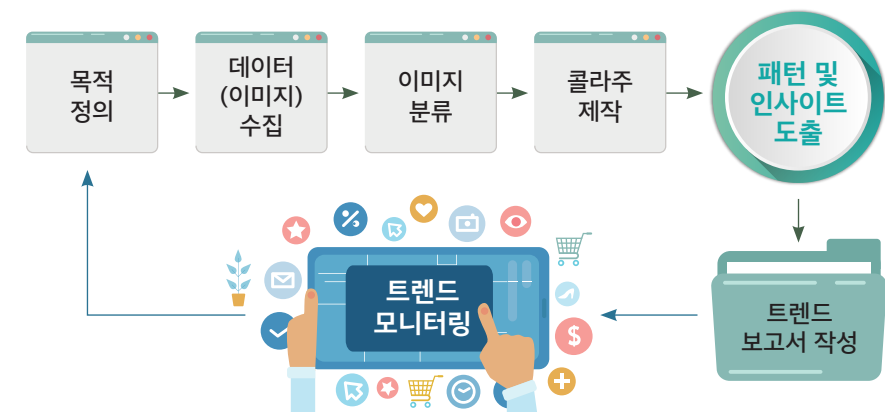 목적
정의
데이터
(이미지)
수집
이미지
분류
콜라주
제작
패턴 및
인사이트
도출
트렌드
보고서 작성
트렌드
모니터링